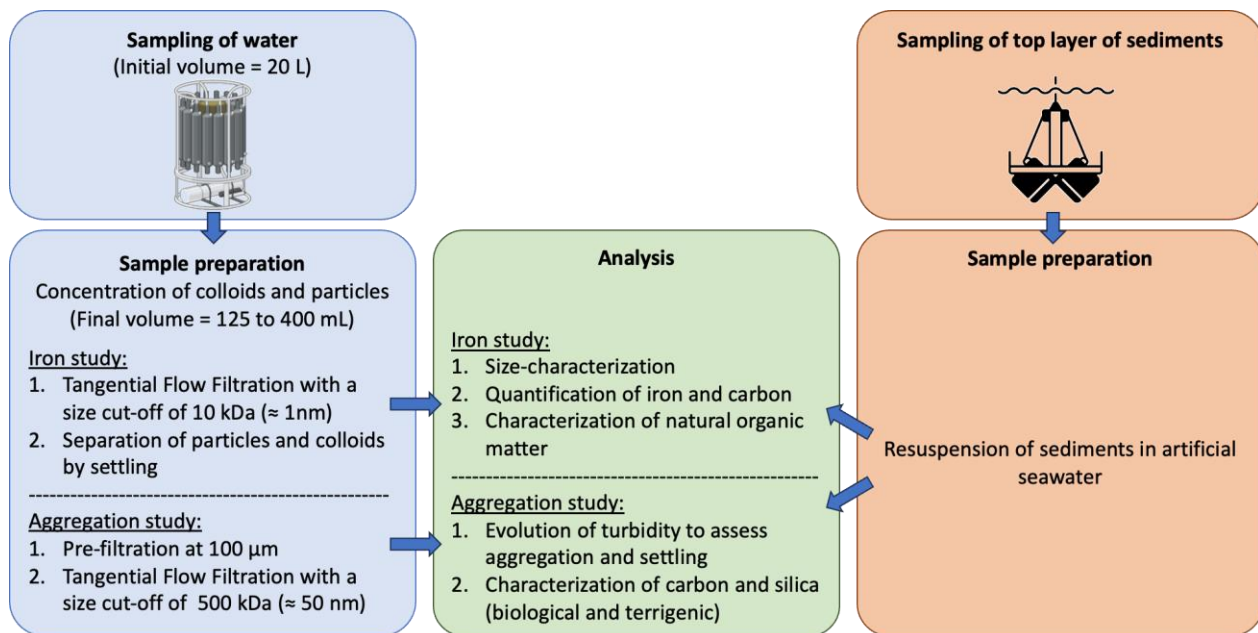 Sampling of water
(Initial volume = 20 L)
Sampling of top layer of sediments
Sample preparation
Concentration of colloids and particles
(Final volume = 125 to 400 mL)
Iron study:
1. Tangential Flow Filtration with a
size cut-off of 10 kDa (≈ 1nm)
2. Separation of particles and colloids
by settling
Aggregation study:
1. Pre-filtration at 100 µm
2. Tangential Flow Filtration with a
size cut-off of 500 kDa (≈ 50 nm)
Analysis
Iron study:
1. Size-characterization
2. Quantification of iron and carbon
3. Characterization of natural organic
matter
Aggregation study:
1. Evolution of turbidity to assess
aggregation and settling
2. Characterization of carbon and silica
(biological and terrigenic)
Sample preparation
Resuspension of sediments in artificial
seawater